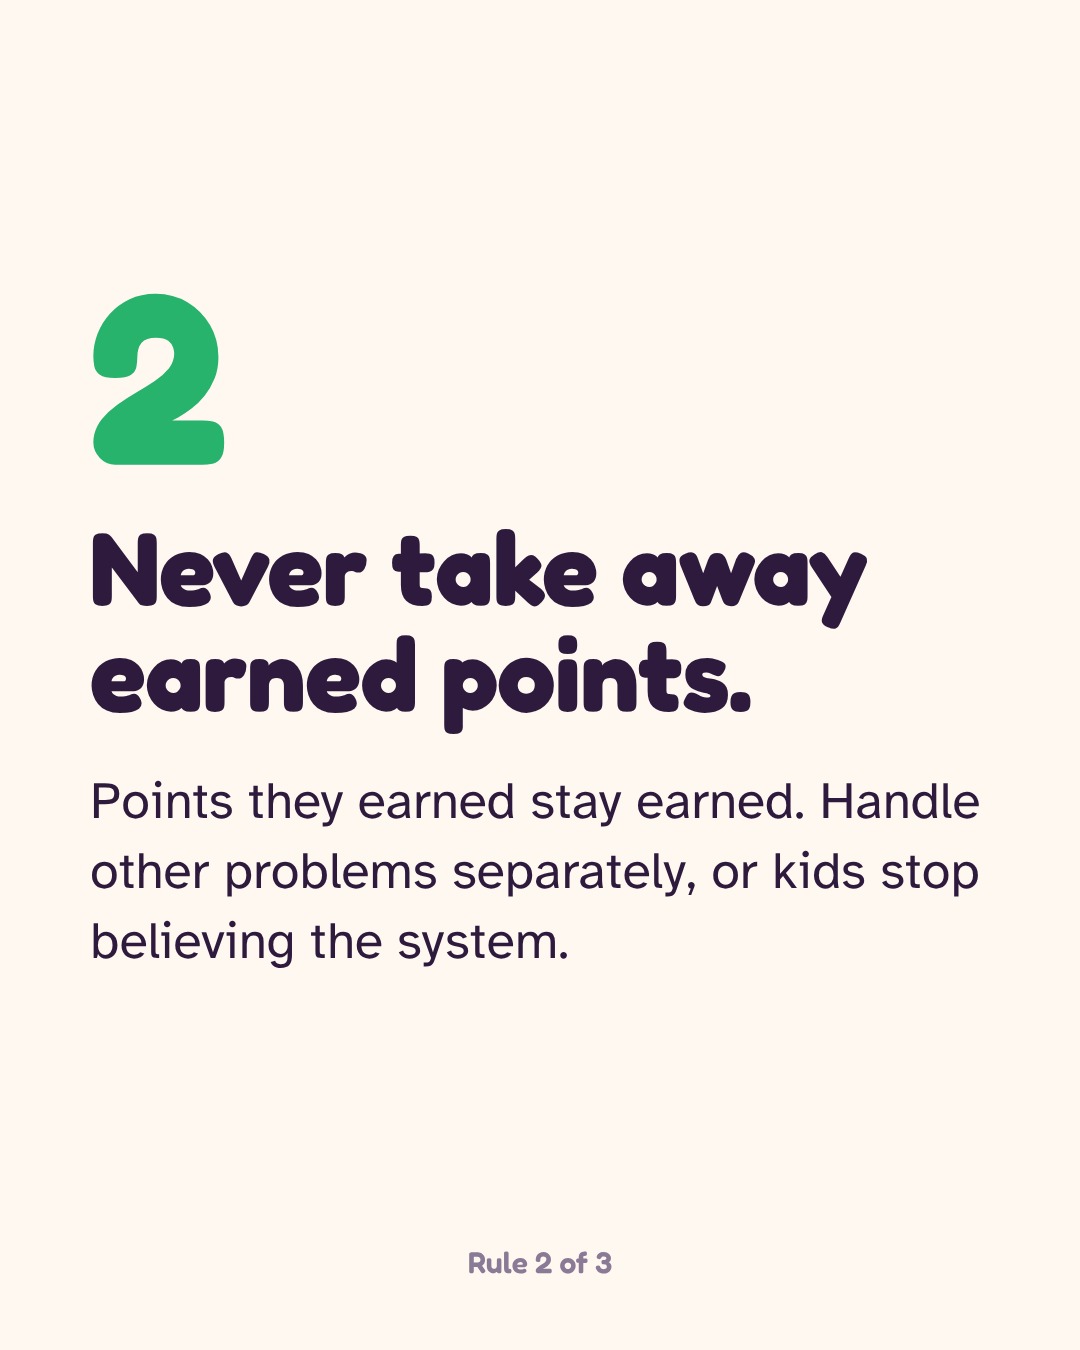 2
Never take away
earned points.
Points they earned stay earned. Handle
other problems separately, or kids stop
believing the system.
Rule 2 of 3